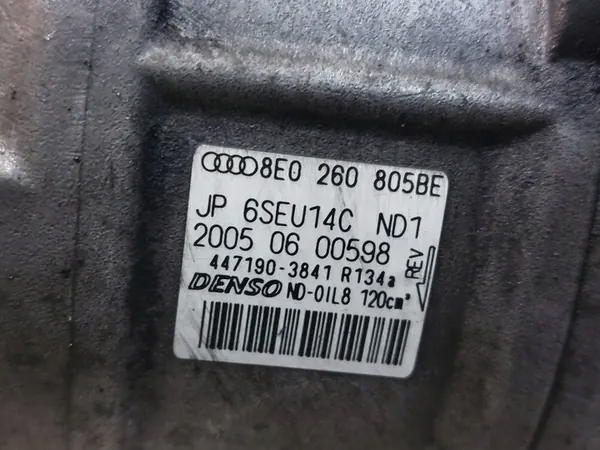 8E0 260 805BE
JP 6SEU14C ND1
2005 06 00598
447190-3841 R134a
REV
DENSO ND-OIL8 120cm³